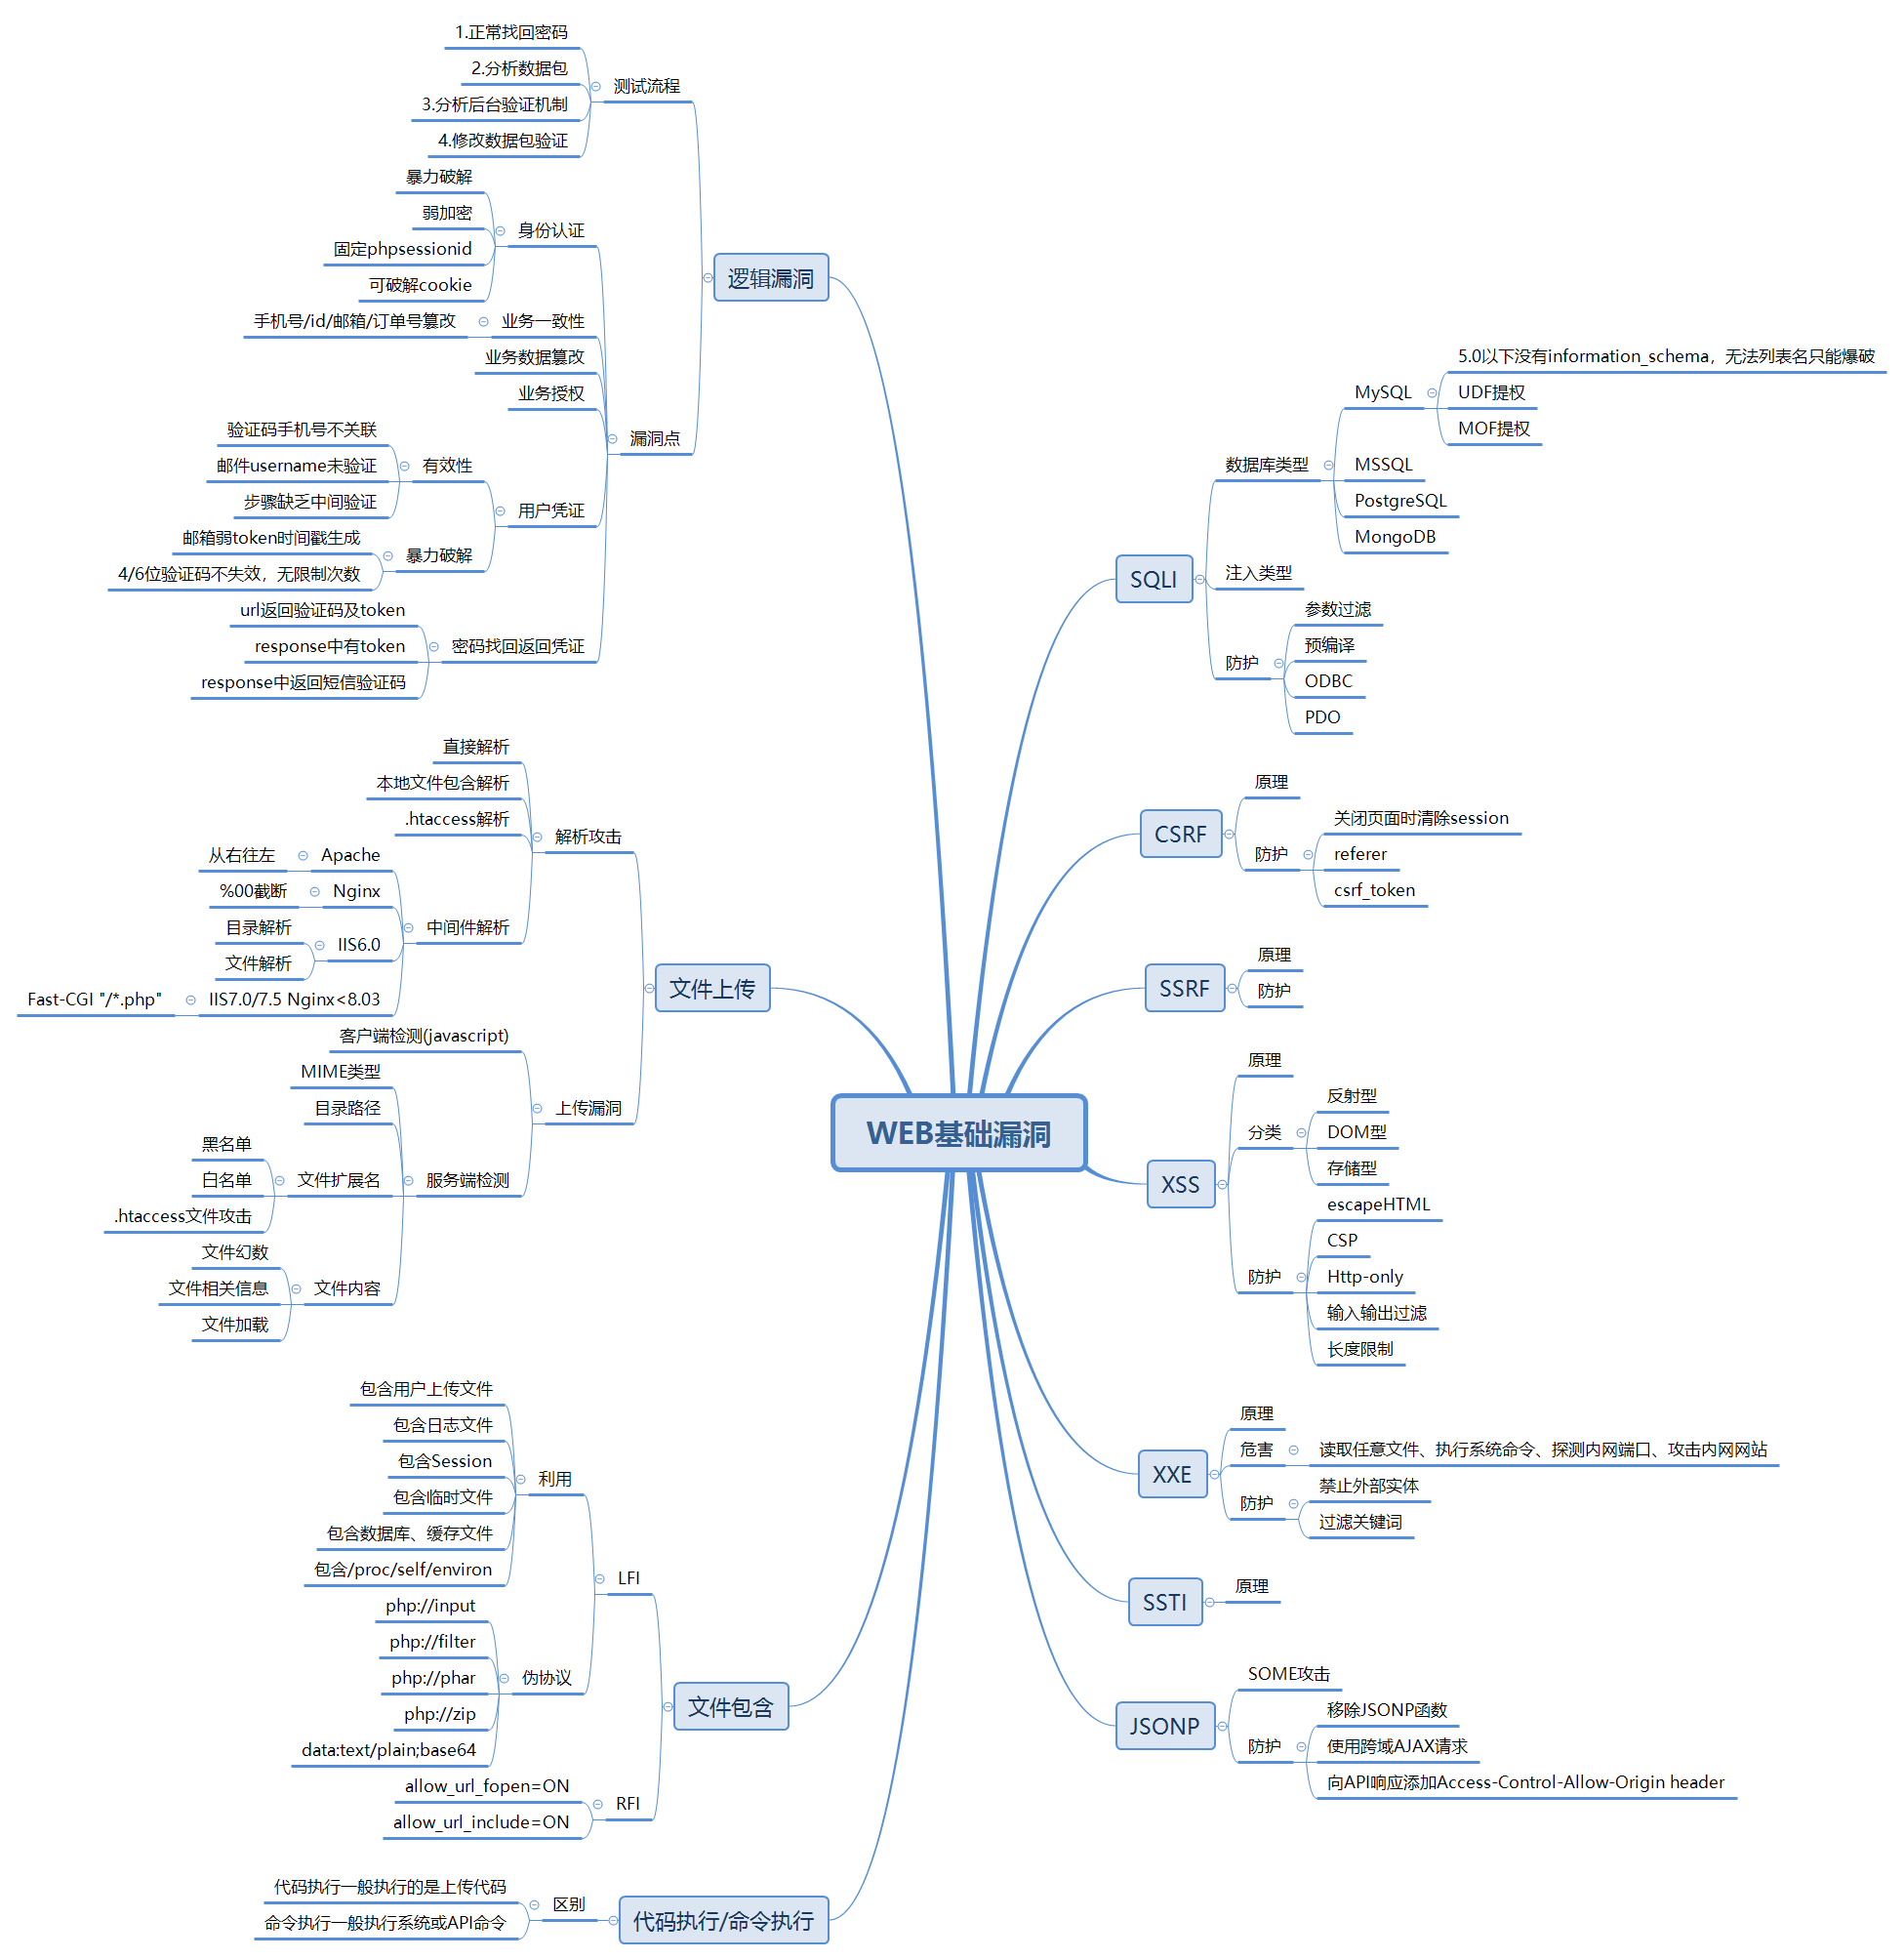 WEB基础漏洞
逻辑漏洞
测试流程
1.正常找回密码
2.分析数据包
3.分析后台验证机制
4.修改数据包验证
漏洞点
身份认证
暴力破解
弱加密
固定phpsessionid
可破解cookie
业务一致性
手机号/id/邮箱/订单号篡改
业务数据篡改
业务授权
用户凭证
有效性
验证码手机号不关联
邮件username未验证
步骤缺乏中间验证
暴力破解
邮箱弱token时间戳生成
4/6位验证码不失效，无限制次数
密码找回返回凭证
url返回验证码及token
response中有token
response中返回短信验证码
文件上传
解析攻击
直接解析
本地文件包含解析
.htaccess解析
中间件解析
Apache
从右往左
Nginx
%00截断
IIS6.0
目录解析
文件解析
IIS7.0/7.5 Nginx<8.03
Fast-CGI "/*.php"
上传漏洞
客户端检测(javascript)
服务端检测
MIME类型
目录路径
文件扩展名
黑名单
白名单
.htaccess文件攻击
文件内容
文件幻数
文件相关信息
文件加载
文件包含
LFI
利用
包含用户上传文件
包含日志文件
包含Session
包含临时文件
包含数据库、缓存文件
包含/proc/self/environ
伪协议
php://input
php://filter
php://phar
php://zip
data:text/plain;base64
RFI
allow_url_fopen=ON
allow_url_include=ON
代码执行/命令执行
区别
代码执行一般执行的是上传代码
命令执行一般执行系统或API命令
SQLI
数据库类型
MySQL
5.0以下没有information_schema，无法列表名只能爆破
UDF提权
MOF提权
MSSQL
PostgreSQL
MongoDB
注入类型
防护
参数过滤
预编译
ODBC
PDO
CSRF
原理
防护
关闭页面时清除session
referer
csrf_token
SSRF
原理
防护
XSS
原理
分类
反射型
DOM型
存储型
防护
escapeHTML
CSP
Http-only
输入输出过滤
长度限制
XXE
原理
危害
读取任意文件、执行系统命令、探测内网端口、攻击内网网站
防护
禁止外部实体
过滤关键词
SSTI
原理
JSONP
SOME攻击
防护
移除JSONP函数
使用跨域AJAX请求
向API响应添加Access-Control-Allow-Origin header